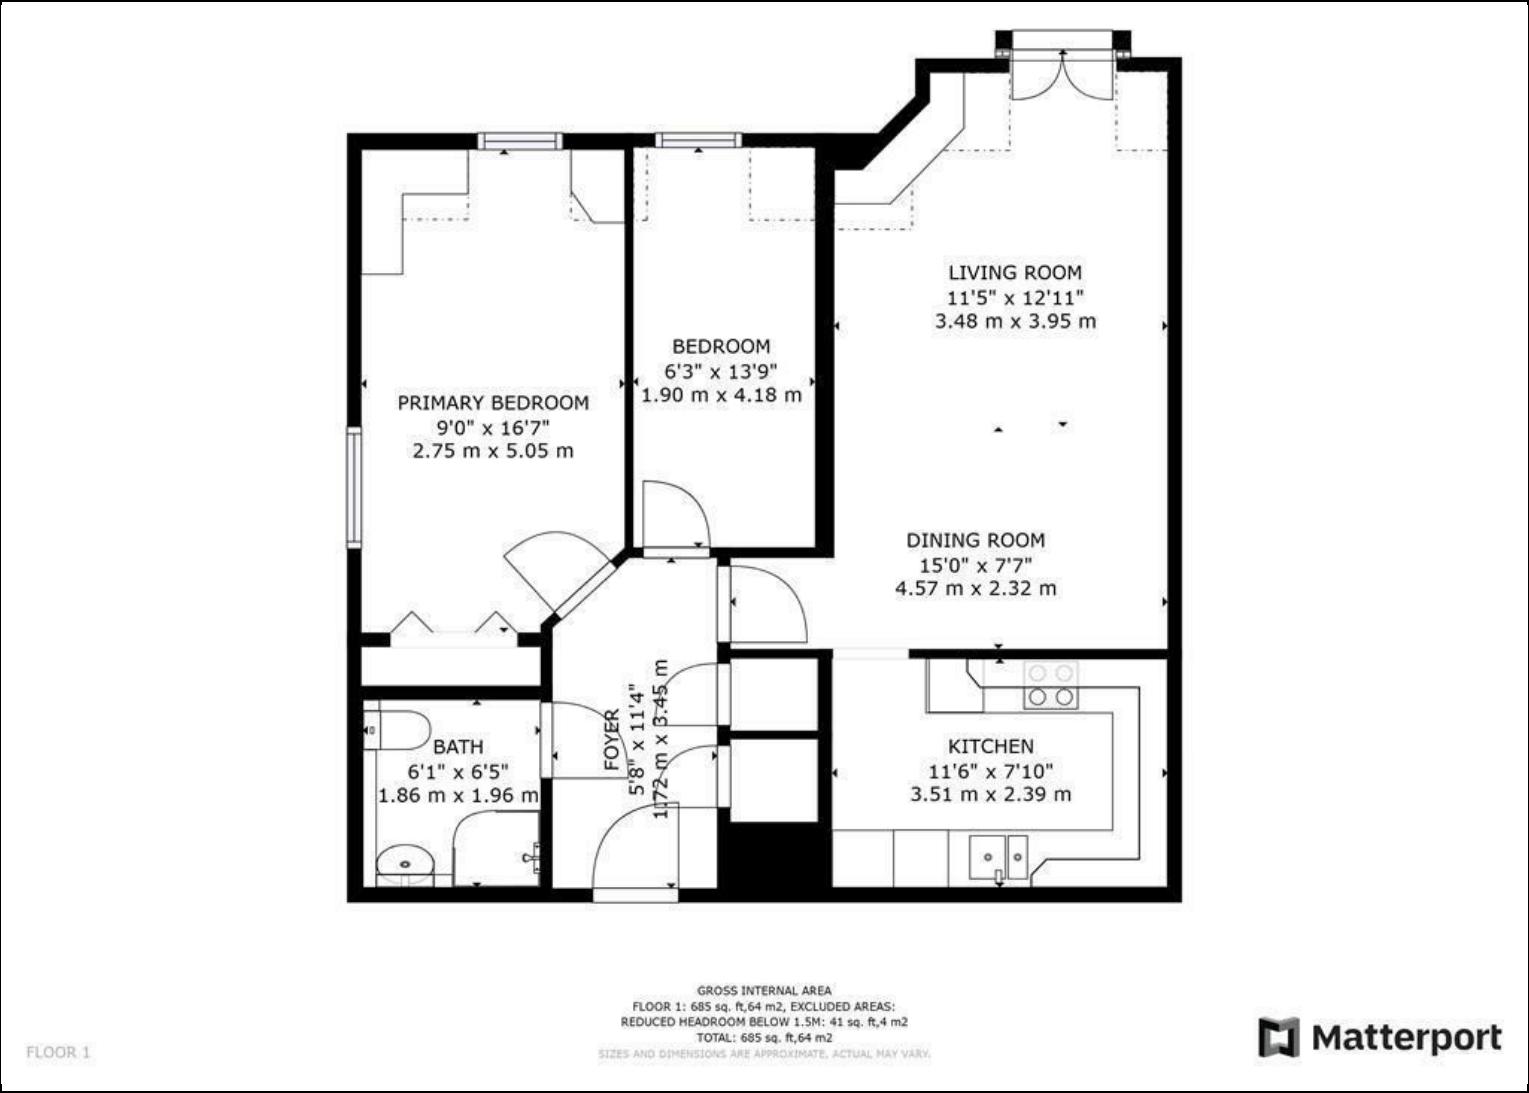 LIVING ROOM
11'5" x 12'11"
3.48 m x 3.95 m
BEDROOM
6'3" x 13'9"
1.90 m x 4.18 m
PRIMARY BEDROOM
9'0" x 16'7"
2.75 m x 5.05 m
DINING ROOM
15'0" x 7'7"
4.57 m x 2.32 m
FOYER
5'8" x 11'4"
1.72 m x 3.45 m
BATH
6'1" x 6'5"
1.86 m x 1.96 m
KITCHEN
11'6" x 7'10"
3.51 m x 2.39 m
GROSS INTERNAL AREA
FLOOR 1: 685 sq. ft,64 m2, EXCLUDED AREAS:
REDUCED HEADROOM BELOW 1.5M: 41 sq. ft,4 m2
TOTAL: 685 sq. ft,64 m2
SIZES AND DIMENSIONS ARE APPROXIMATE, ACTUAL MAY VARY.
FLOOR 1
Matterport